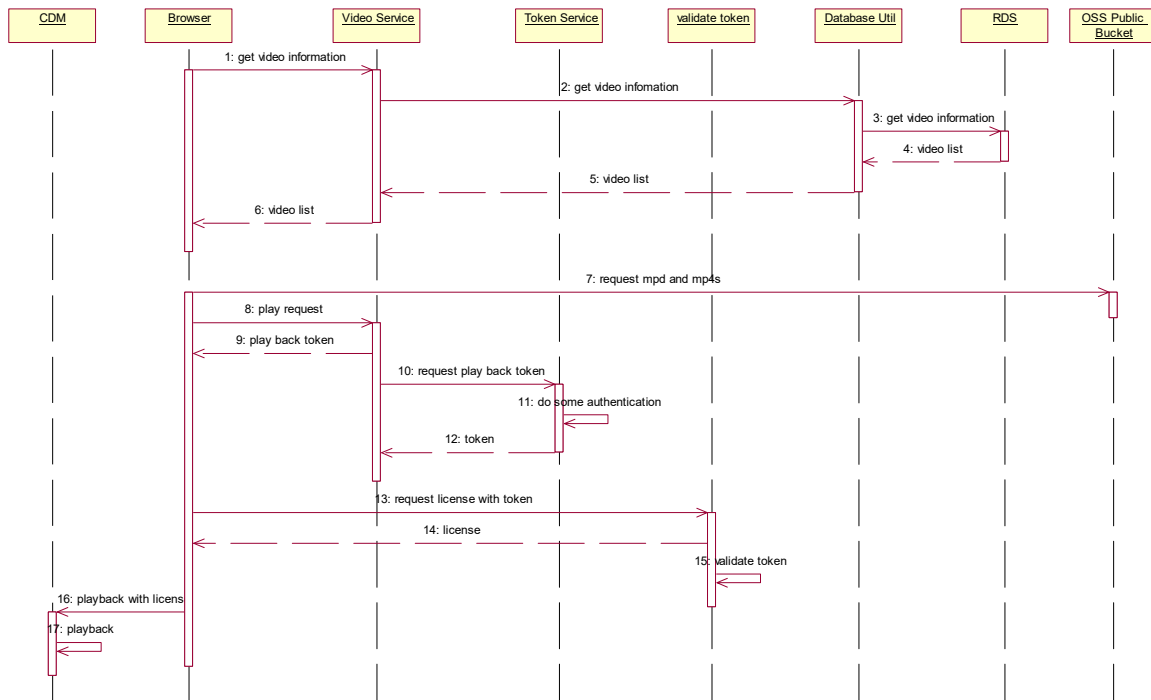 CDM
Browser
Video Service
Token Service
validate token
Database Util
RDS
OSS Public
Bucket
1: get video information
2: get video infomation
3: get video information
4: video list
5: video list
6: video list
7: request mpd and mp4s
8: play request
9: play back token
10: request play back token
11: do some authentication
12: token
13: request license with token
14: license
15: validate token
16: playback with licens
17: playback